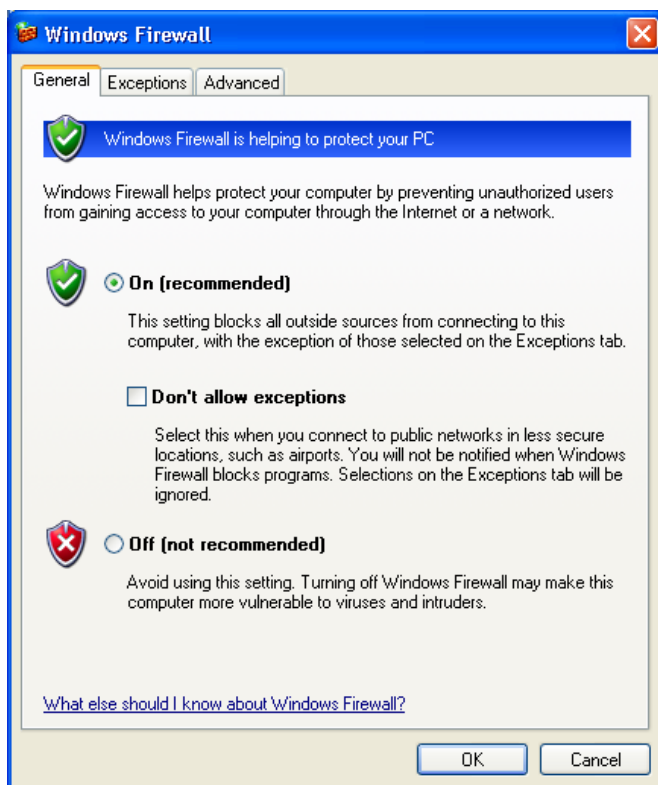 Windows Firewall
General Exceptions Advanced
Windows Firewall is helping to protect your PC
Windows Firewall helps protect your computer by preventing unauthorized users
from gaining access to your computer through the Internet or a network.
On (recommended)
This setting blocks all outside sources from connecting to this
computer, with the exception of those selected on the Exceptions tab.
Don't allow exceptions
Select this when you connect to public networks in less secure
locations, such as airports. You will not be notified when Windows
Firewall blocks programs. Selections on the Exceptions tab will be
ignored.
Off (not recommended)
Avoid using this setting. Turning off Windows Firewall may make this
computer more vulnerable to viruses and intruders.
What else should I know about Windows Firewall?
OK Cancel